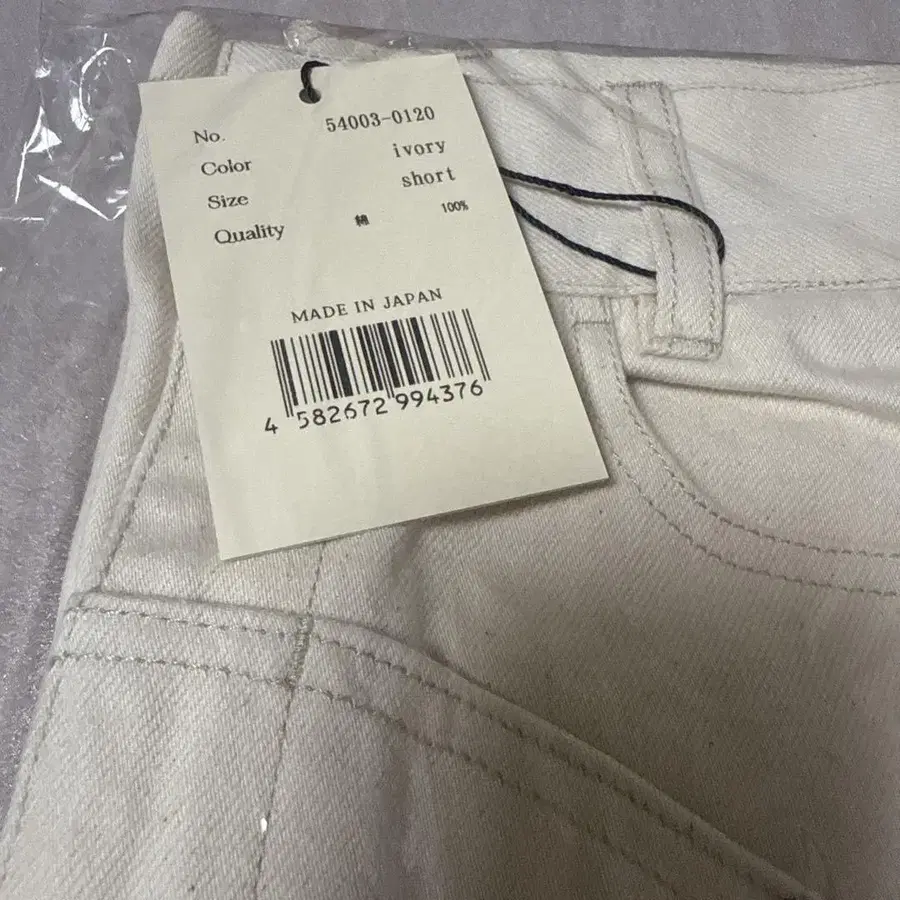 No. 54003-0120
Color ivory
Size short
Quality 綿 100%
MADE IN JAPAN
4 582672 994376